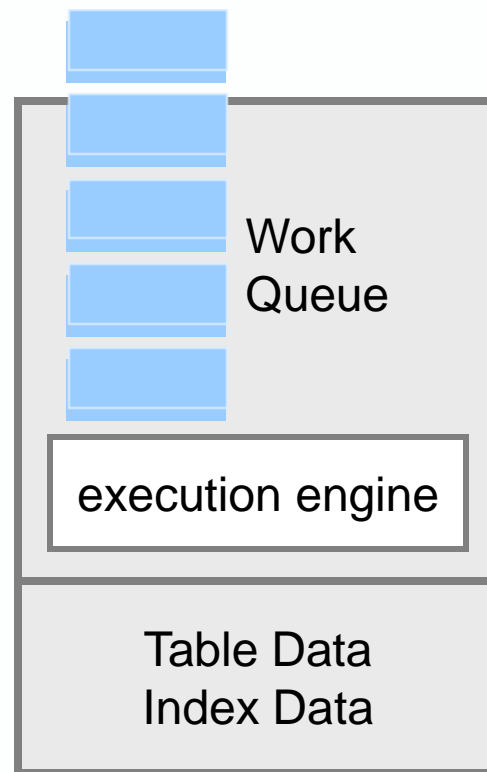 Work
Queue
execution engine
Table Data
Index Data